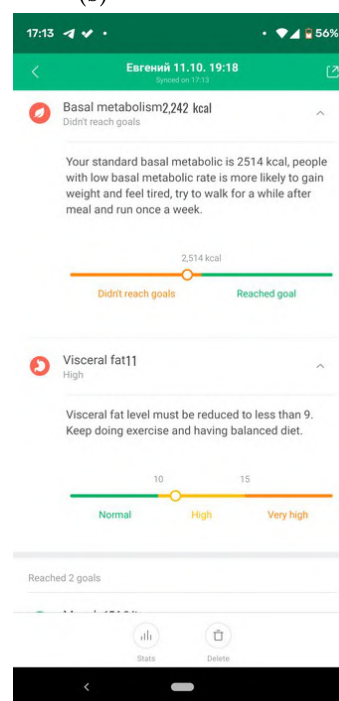 (b)
17:13
56%
Евгений 11.10. 19:18
Synced on 17:13
Basal metabolism2,242 kcal
Didn't reach goals
Your standard basal metabolic is 2514 kcal, people
with low basal metabolic rate is more likely to gain
weight and feel tired, try to walk for a while after
meal and run once a week.
2,514 kcal
Didn't reach goals Reached goal
Visceral fat11
High
Visceral fat level must be reduced to less than 9.
Keep doing exercise and having balanced diet.
10 15
Normal High Very high
Reached 2 goals
Stats Delete